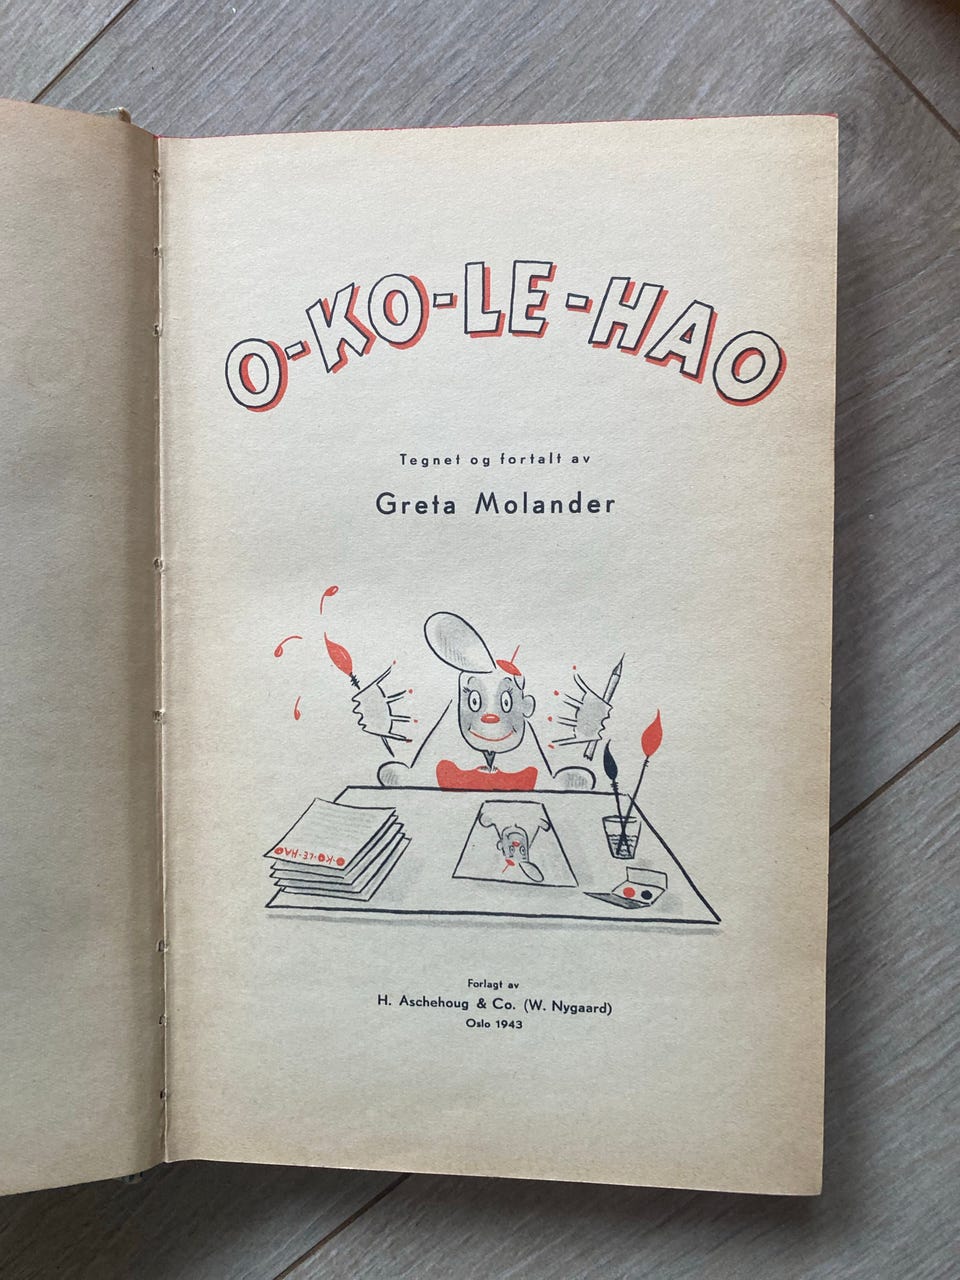 O-KO-LE-HAO
Tegnet og fortalt av
Greta Molander
O-KO-LE-HAO
Forlagt av
H. Aschehoug & Co. (W. Nygaard)
Oslo 1943